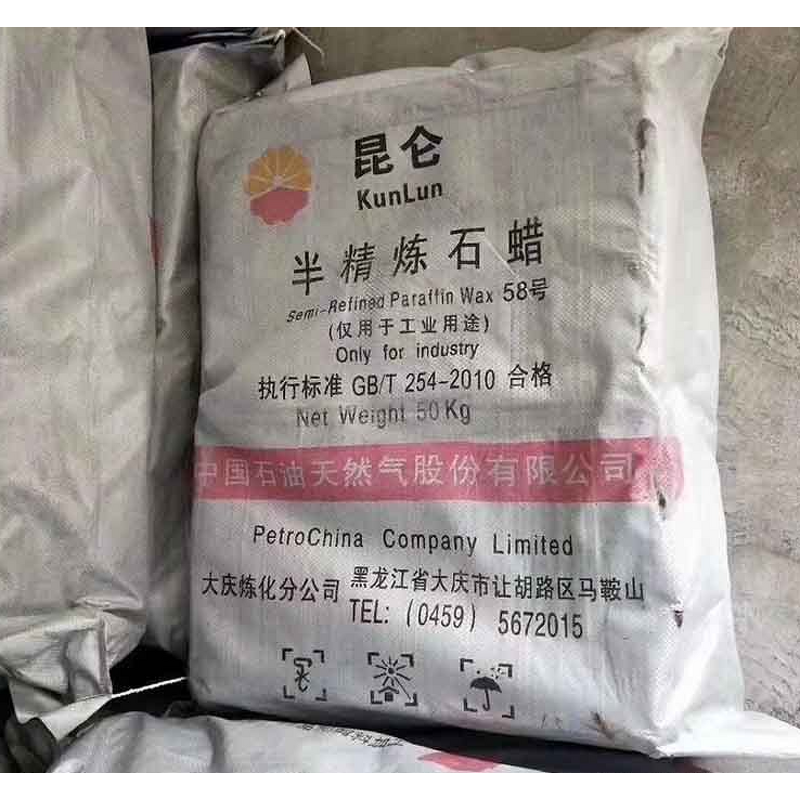 昆仑
KunLun
半精炼石蜡
Semi-Refined Paraffin Wax 58号
(仅用于工业用途)
Only for industry
执行标准 GB/T 254-2010 合格
Net Weight 50Kg
中国石油天然气股份有限公司
PetroChina Company Limited
大庆炼化分公司 黑龙江省大庆市让胡路区马鞍山
TEL: (0459) 5672015